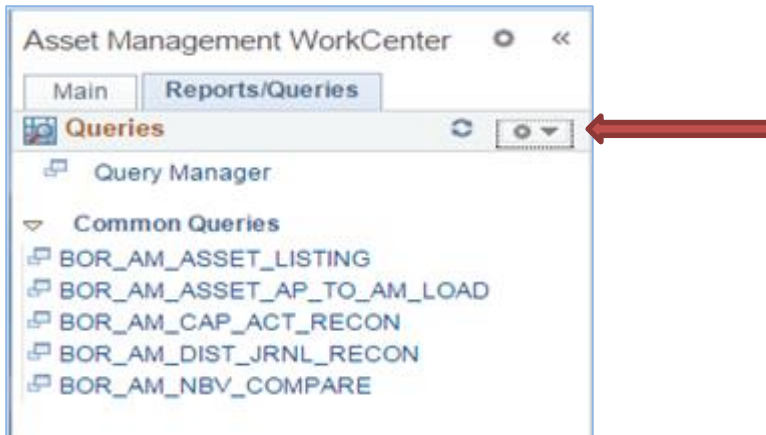 Asset Management WorkCenter «
Main Reports/Queries
Queries
Query Manager
Common Queries
BOR_AM_ASSET_LISTING
BOR_AM_ASSET_AP_TO_AM_LOAD
BOR_AM_CAP_ACT_RECON
BOR_AM_DIST_JRNL_RECON
BOR_AM_NBV_COMPARE